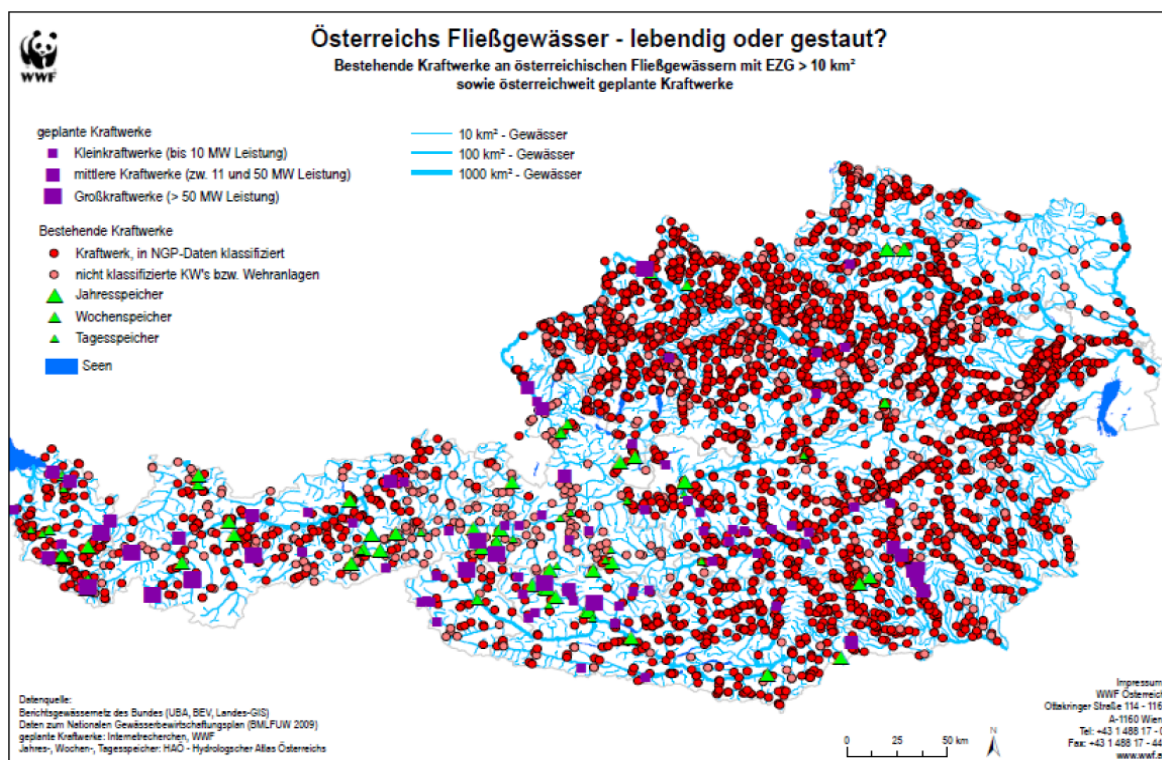 WWF
Österreichs Fließgewässer - lebendig oder gestaut?
Bestehende Kraftwerke an österreichischen Fließgewässern mit EZG > 10 km²
sowie österreichweit geplante Kraftwerke
geplante Kraftwerke
Kleinkraftwerke (bis 10 MW Leistung)
mittlere Kraftwerke (zw. 11 und 50 MW Leistung)
Großkraftwerke (> 50 MW Leistung)
10 km² - Gewässer
100 km² - Gewässer
1000 km² - Gewässer
Bestehende Kraftwerke
Kraftwerk, in NGP-Daten klassifiziert
nicht klassifizierte KW's bzw. Wehranlagen
Jahresspeicher
Wochenspeicher
Tagesspeicher
Seen
Datenquelle:
Berichtsgewässernetz des Bundes (UBA, BEV, Landes-GIS)
Daten zum Nationalen Gewässerbewirtschaftungsplan (BMLFUW 2009)
geplante Kraftwerke: Internetrecherchen, WWF
Jahres-, Wochen-, Tagesspeicher: HAÖ - Hydrologscher Atlas Österreichs
0 25 50 km
N
Impressum
WWF Österreich
Ottakringer Straße 114 - 116
A-1160 Wien
Tel: +43 1 488 17 - 0
Fax: +43 1 488 17 - 44
www.wwf.a